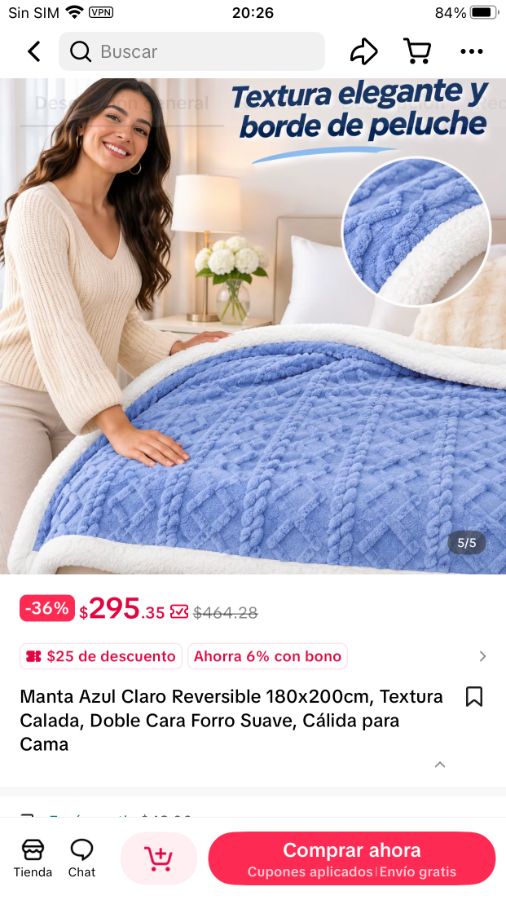 Sin SIM VPN 20:26 84%
Buscar
Textura elegante y
borde de peluche
5/5
-36% $295.35 $464.28
$25 de descuento Ahorra 6% con bono
Manta Azul Claro Reversible 180x200cm, Textura
Calada, Doble Cara Forro Suave, Cálida para
Cama
Comprar ahora
Tienda Chat Cupones aplicados Envío gratis